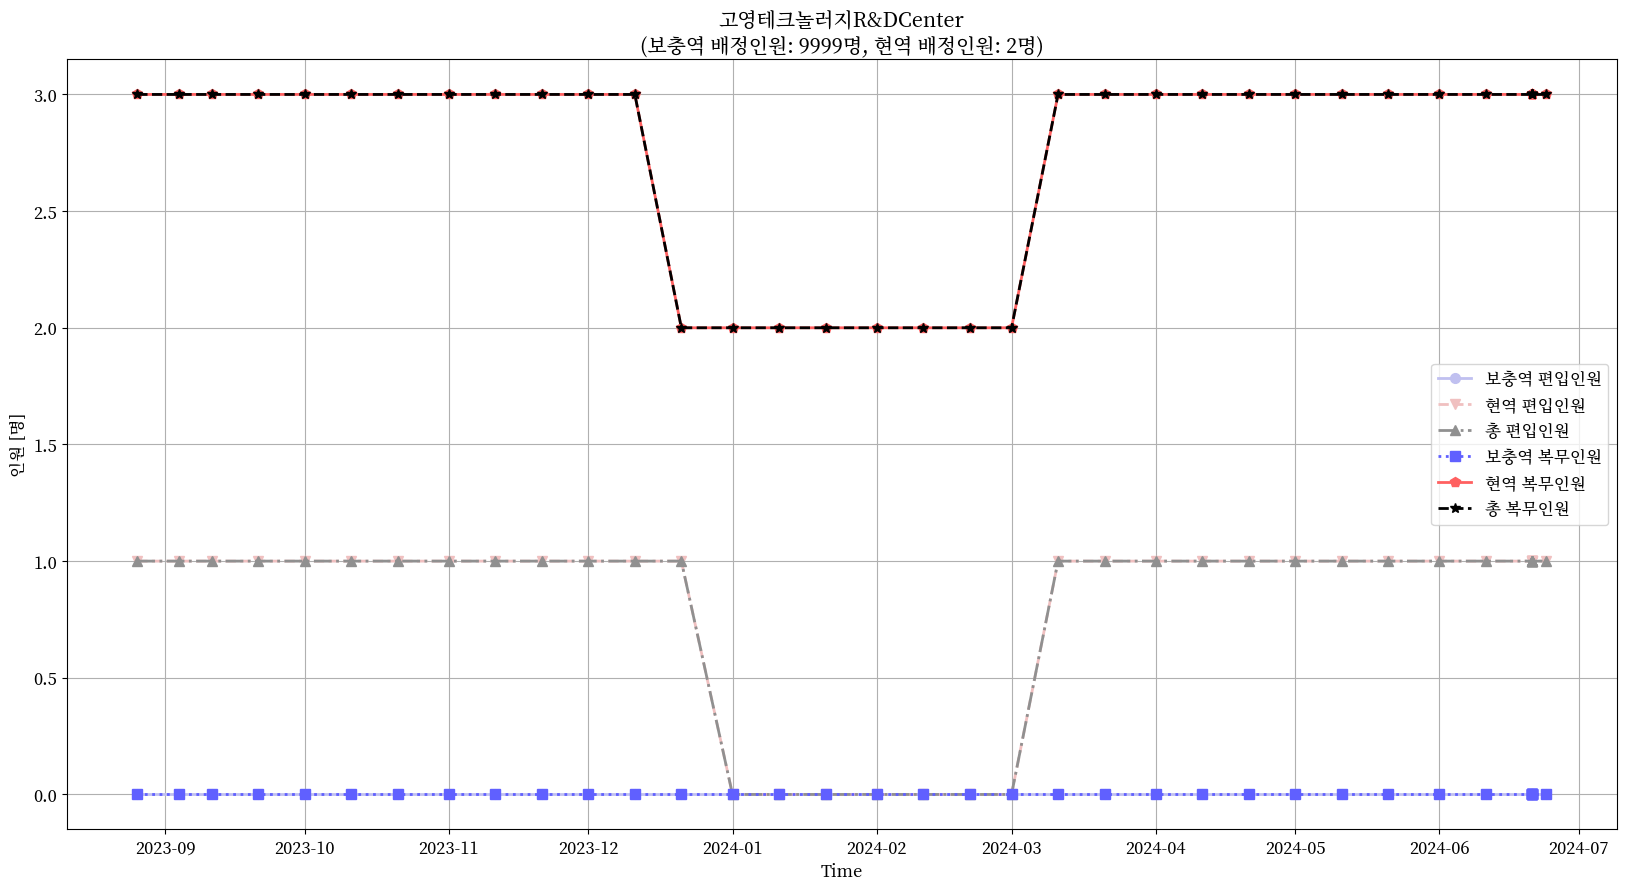 고영테크놀러지R&DCenter
(보충역 배정인원: 9999명, 현역 배정인원: 2명)
3.0
2.5
2.0
1.5
1.0
0.5
0.0
인원 [명]
보충역 편입인원
현역 편입인원
총 편입인원
보충역 복무인원
현역 복무인원
총 복무인원
2023-09 2023-10 2023-11 2023-12 2024-01 2024-02 2024-03 2024-04 2024-05 2024-06 2024-07
Time